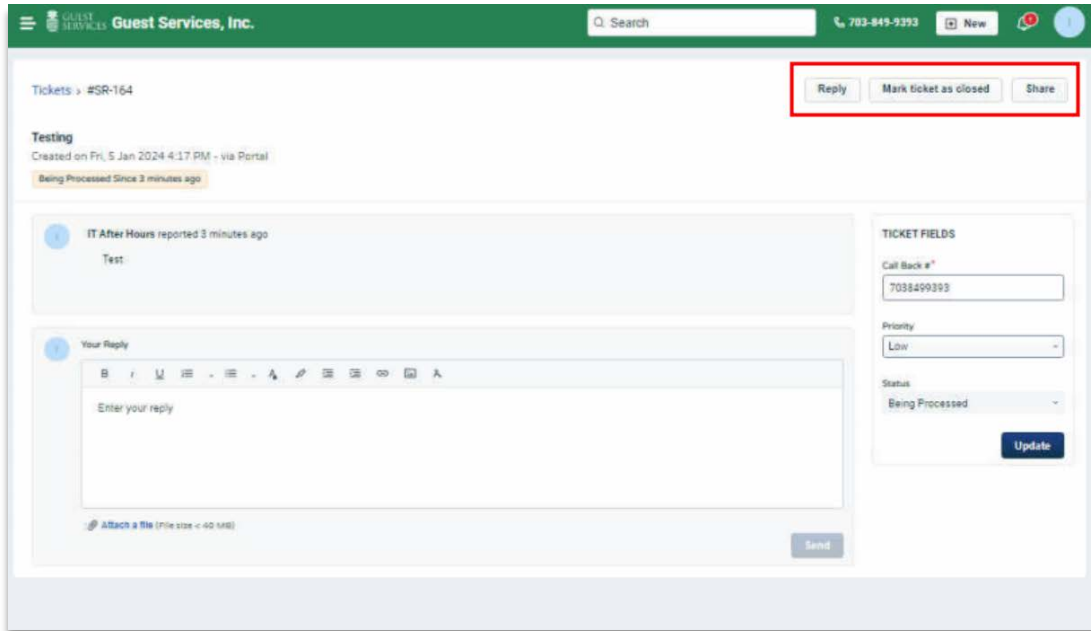 GUEST SERVICES Guest Services, Inc.
Search
703-849-9393
New
Tickets > #SR-164
Reply
Mark ticket as closed
Share
Testing
Created on Fri, 5 Jan 2024 4:17 PM - via Portal
Being Processed Since 3 minutes ago
IT After Hours reported 3 minutes ago
Test
TICKET FIELDS
Call Back #*
7038499393
Priority
Low
Status
Being Processed
Update
Your Reply
B I U A
Enter your reply
Attach a file (File size < 40 MB)
Send